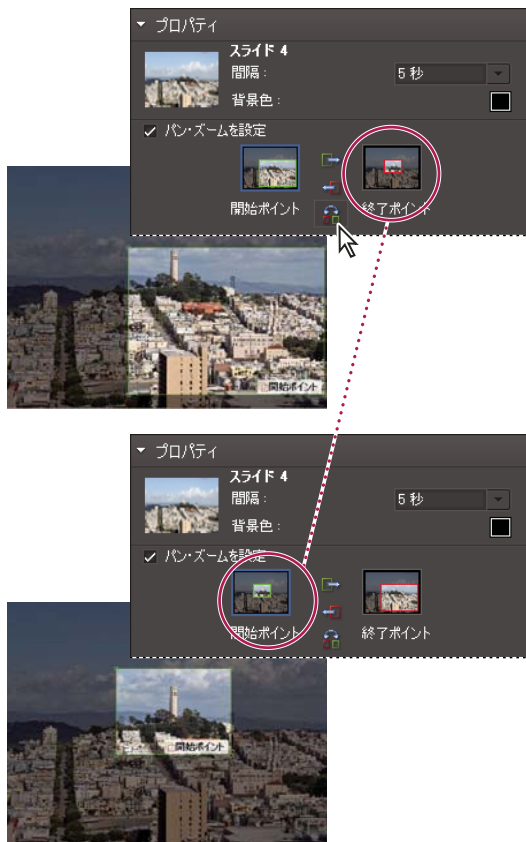 プロパティ
スライド 4
間隔 :
5 秒
背景色 :
パン・ズームを設定
開始ポイント
終了ポイント
開始ポイント
プロパティ
スライド 4
間隔 :
5 秒
背景色 :
パン・ズームを設定
開始ポイント
終了ポイント
開始ポイント